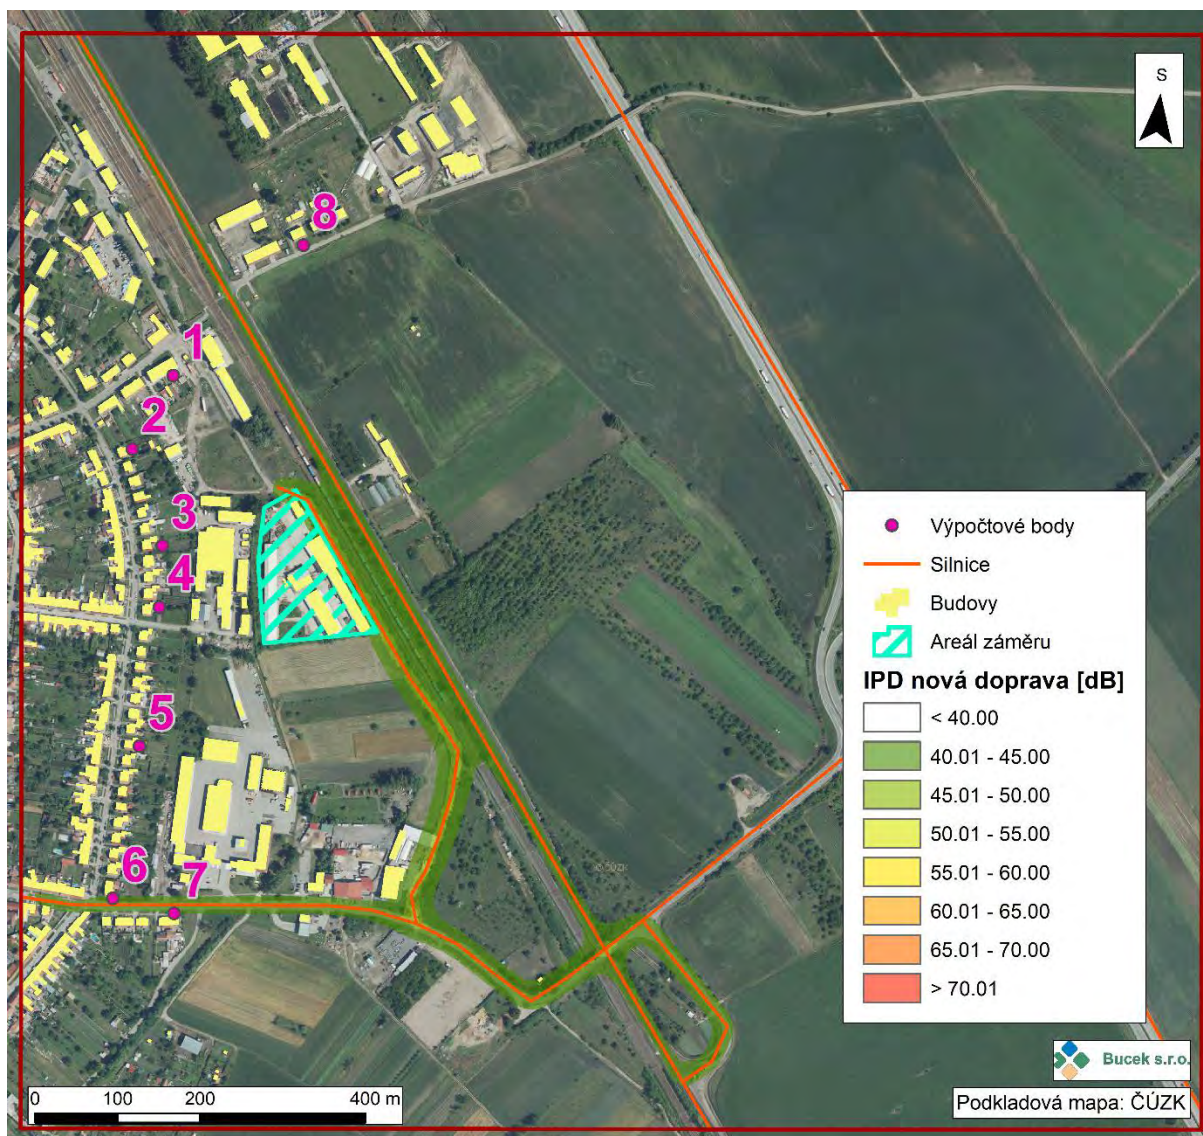 S
8
1
2
3
4
5
6
7
Výpočtové body
Silnice
Budovy
Areál záměru
IPD nová doprava [dB]
< 40.00
40.01 - 45.00
45.01 - 50.00
50.01 - 55.00
55.01 - 60.00
60.01 - 65.00
65.01 - 70.00
> 70.01
© ČÚZK
Bucek s.r.o.
0 100 200 400 m
Podkladová mapa: ČÚZK